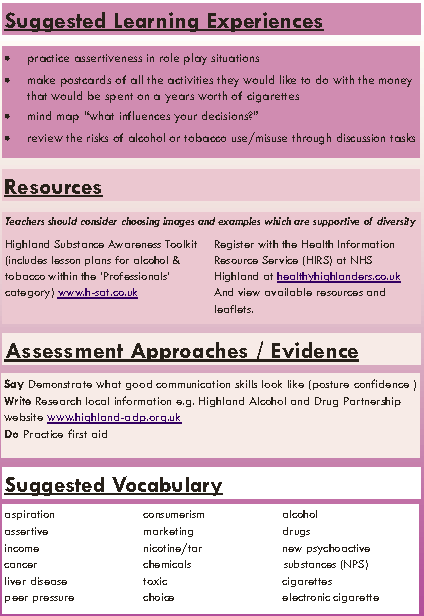 Suggested Learning Experiences
• practice assertiveness in role play situations
• make postcards of all the activities they would like to do with the money
that would be spent on a years worth of cigarettes
• mind map "what influences your decisions?"
• review the risks of alcohol or tobacco use/misuse through discussion tasks
Resources
Teachers should consider choosing images and examples which are supportive of diversity
Highland Substance Awareness Toolkit
(includes lesson plans for alcohol &
tobacco within the 'Professionals'
category) www.h-sat.co.uk
Register with the Health Information
Resource Service (HIRS) at NHS
Highland at healthyhighlanders.co.uk
And view available resources and
leaflets.
Assessment Approaches / Evidence
Say Demonstrate what good communication skills look like (posture confidence )
Write Research local information e.g. Highland Alcohol and Drug Partnership
website www.highland-adp.org.uk
Do Practice first aid
Suggested Vocabulary
aspiration
assertive
income
cancer
liver disease
peer pressure
consumerism
marketing
nicotine/tar
chemicals
toxic
choice
alcohol
drugs
new psychoactive
substances (NPS)
cigarettes
electronic cigarette